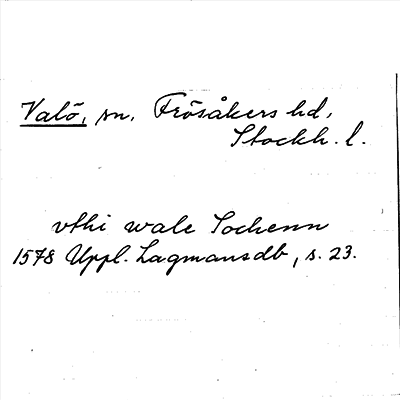 Valö, sn. Frösåkers hd,
Stockh. l.
vthi wale Sochenn
1578 Uppl. Lagmansdb, s. 23.